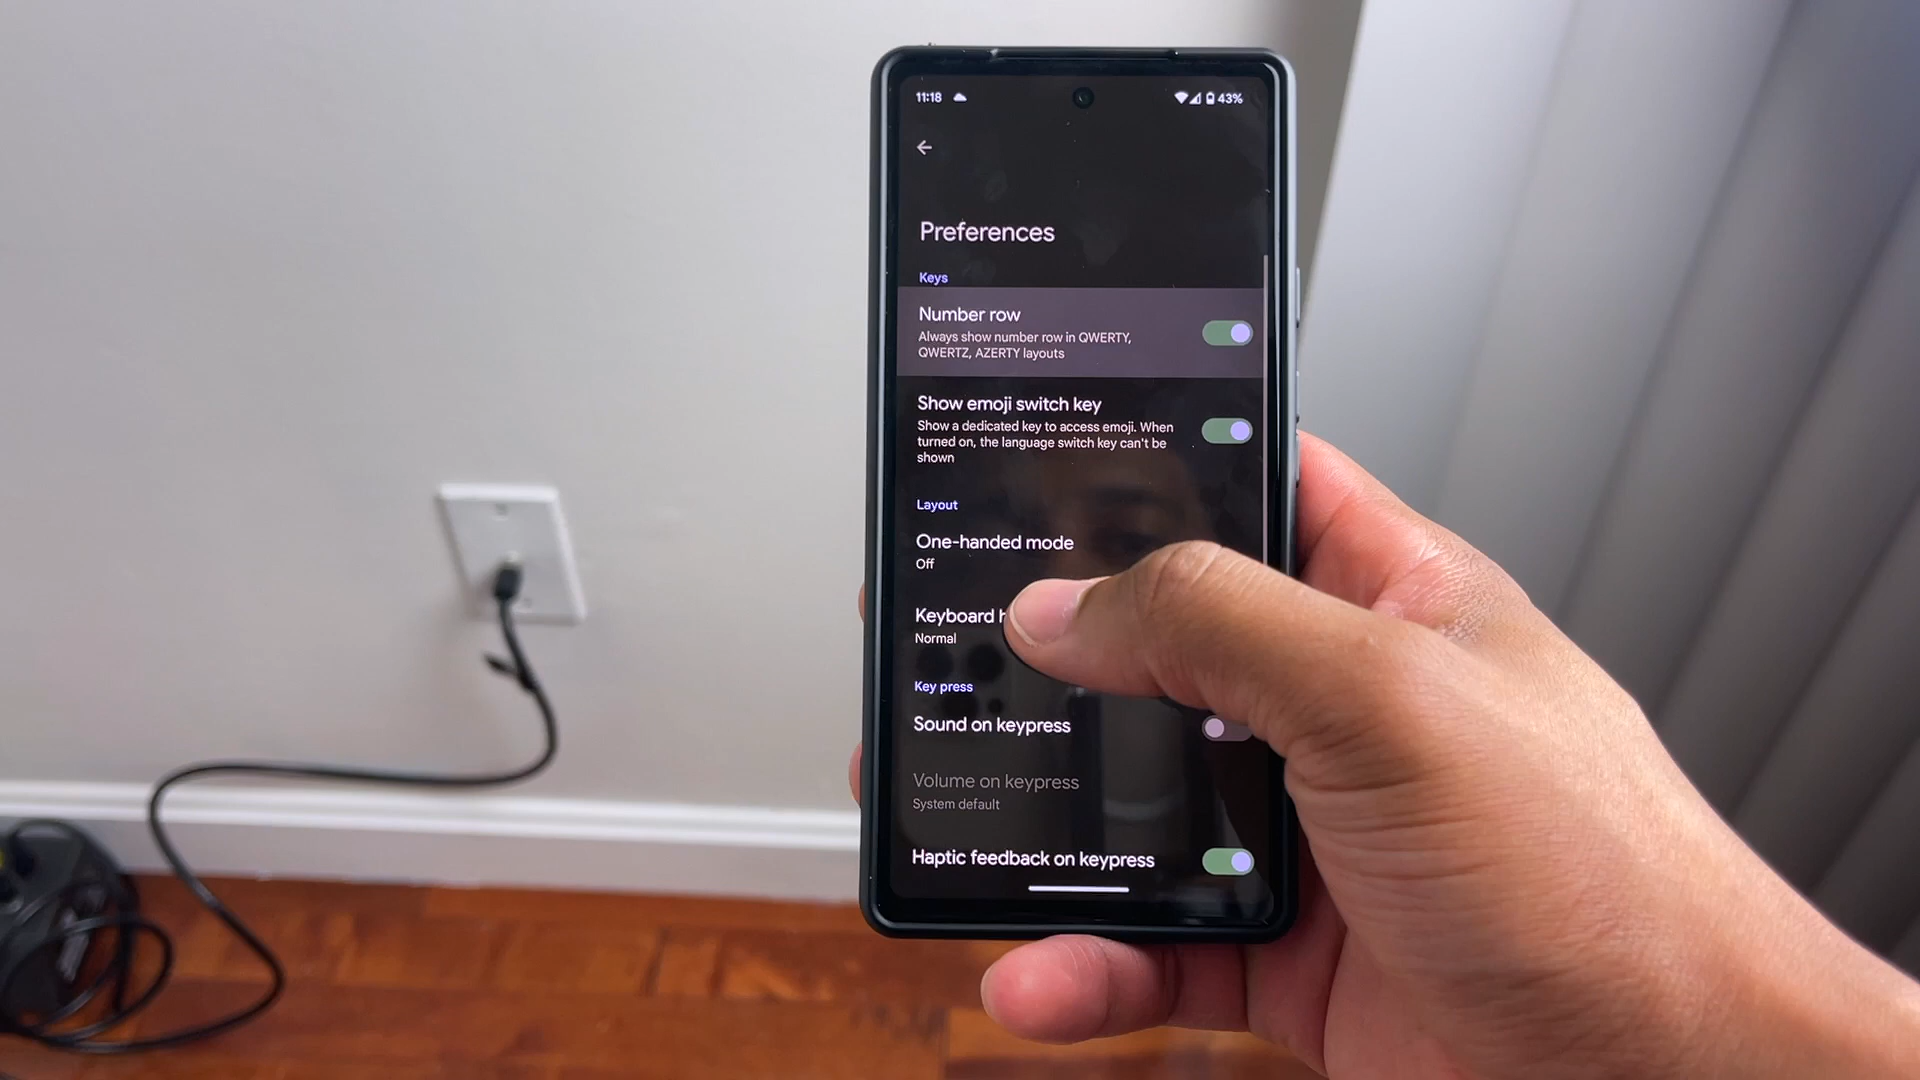 11:18 43%
Preferences
Keys
Number row
Always show number row in QWERTY,
QWERTZ, AZERTY layouts
Show emoji switch key
Show a dedicated key to access emoji. When
turned on, the language switch key can't be
shown
Layout
One-handed mode
Off
Keyboard
Normal
Key press
Sound on keypress
Volume on keypress
System default
Haptic feedback on keypress